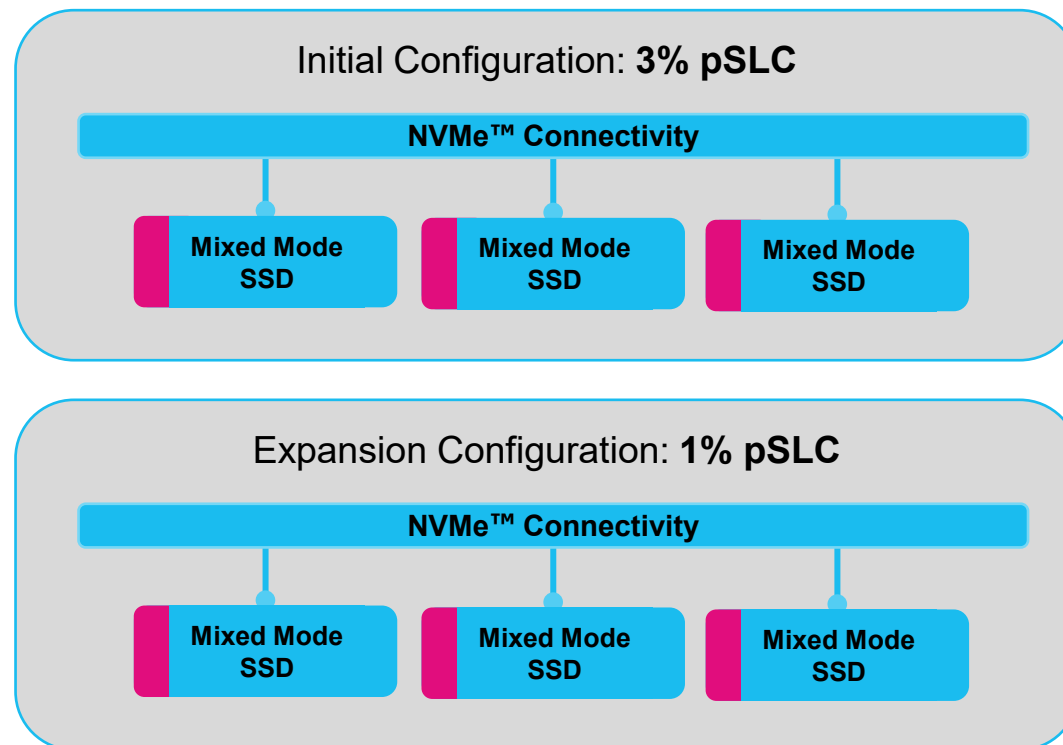 Initial Configuration: 3% pSLC
NVMe™ Connectivity
Mixed Mode
SSD
Mixed Mode
SSD
Mixed Mode
SSD
Expansion Configuration: 1% pSLC
NVMe™ Connectivity
Mixed Mode
SSD
Mixed Mode
SSD
Mixed Mode
SSD